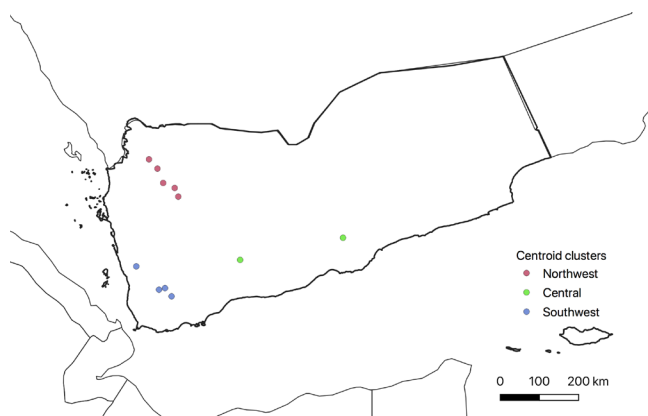 Centroid clusters
Northwest
Central
Southwest
0 100 200 km